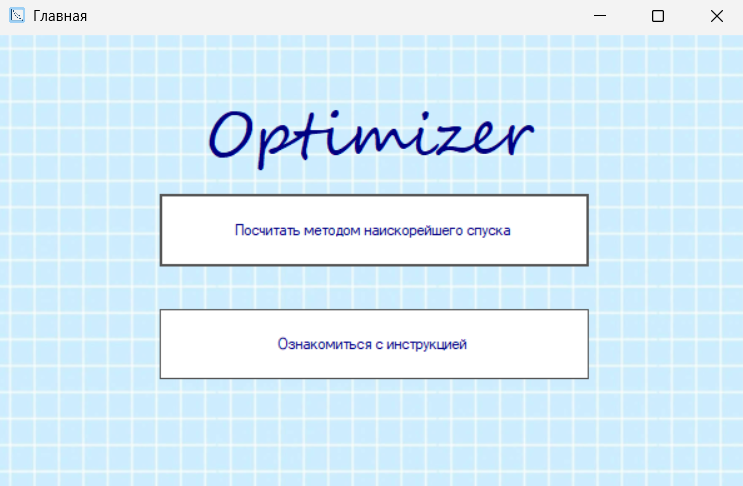 Главная
Optimizer
Посчитать методом наискорейшего спуска
Ознакомиться с инструкцией